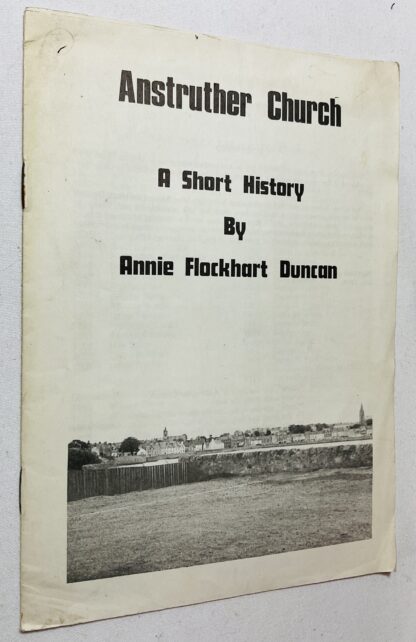 Anstruther Church
A Short History
By
Annie Flockhart Duncan